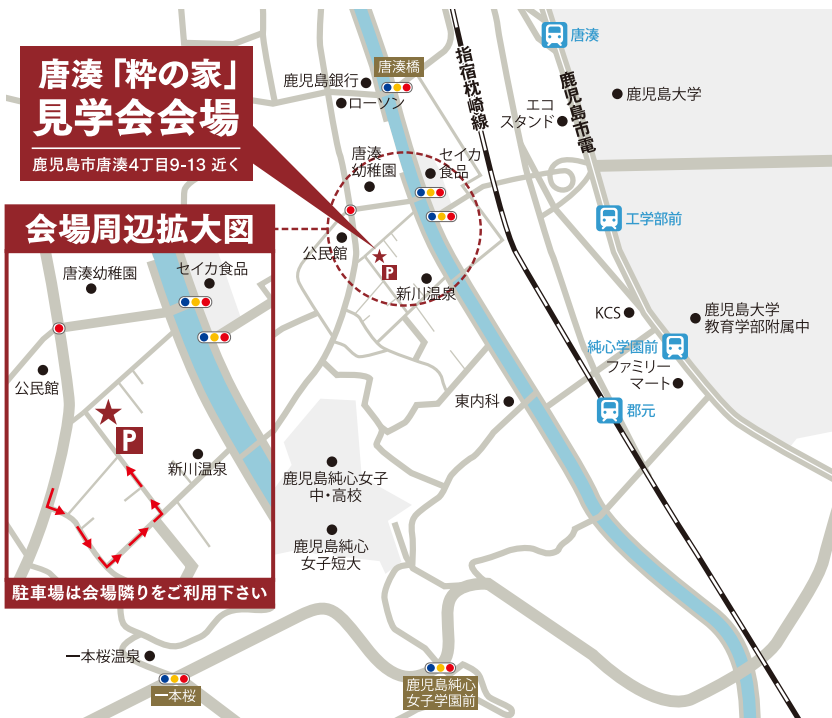 唐湊「粋の家」
見学会会場
鹿児島市唐湊4丁目9-13 近く
鹿児島銀行
唐湊橋
ローソン
指宿枕崎線
唐湊
鹿児島市電
エコ
スタンド
鹿児島大学
唐湊
幼稚園
セイカ
食品
公民館
P
新川温泉
工学部前
KCS
鹿児島大学
教育学部附属中
純心学園前
ファミリー
マート
郡元
東内科
会場周辺拡大図
唐湊幼稚園
セイカ食品
公民館
P
新川温泉
駐車場は会場隣りをご利用下さい
鹿児島純心女子
中・高校
鹿児島純心
女子短大
一本桜温泉
一本桜
鹿児島純心
女子学園前